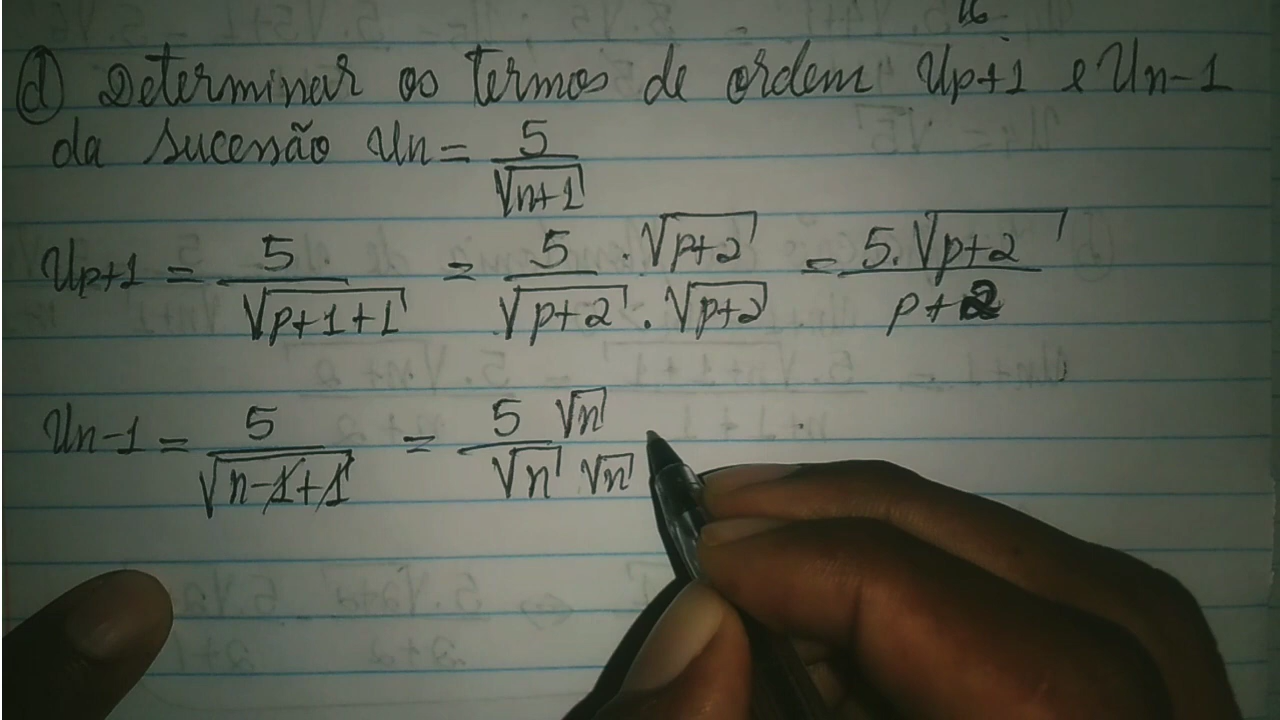 d) Determinar os termos de ordem Up+1 e Un-1
da sucessão Un = 5/√(n+1)
Up+1 = 5/√(p+1+1) = 5/√(p+2) . √(p+2)/√(p+2) = 5.√(p+2)/(p+2)
Un-1 = 5/√(n-1+1) = 5 √n/√n √n